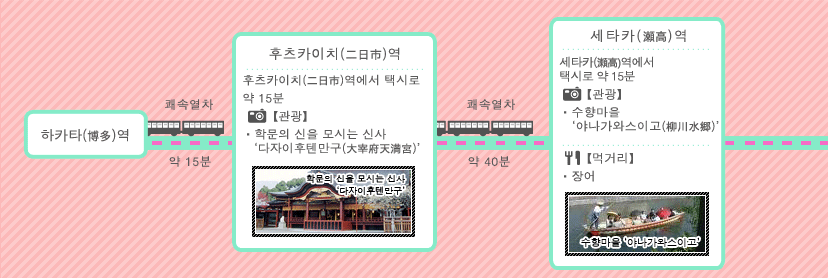 하카타(博多)역
쾌속열차
약 15분
후츠카이치(二日市)역
후츠카이치(二日市)역에서 택시로
약 15분
【관광】
· 학문의 신을 모시는 신사
'다자이후텐만구(大宰府天満宮)'
학문의 신을 모시는 신사
'다자이후텐만구'
쾌속열차
약 40분
세타카(瀬高)역
세타카(瀬高)역에서
택시로 약 15분
【관광】
· 수향마을
'야나가와스이고(柳川水郷)'
【먹거리】
· 장어
수향마을 '야나가와스이고'